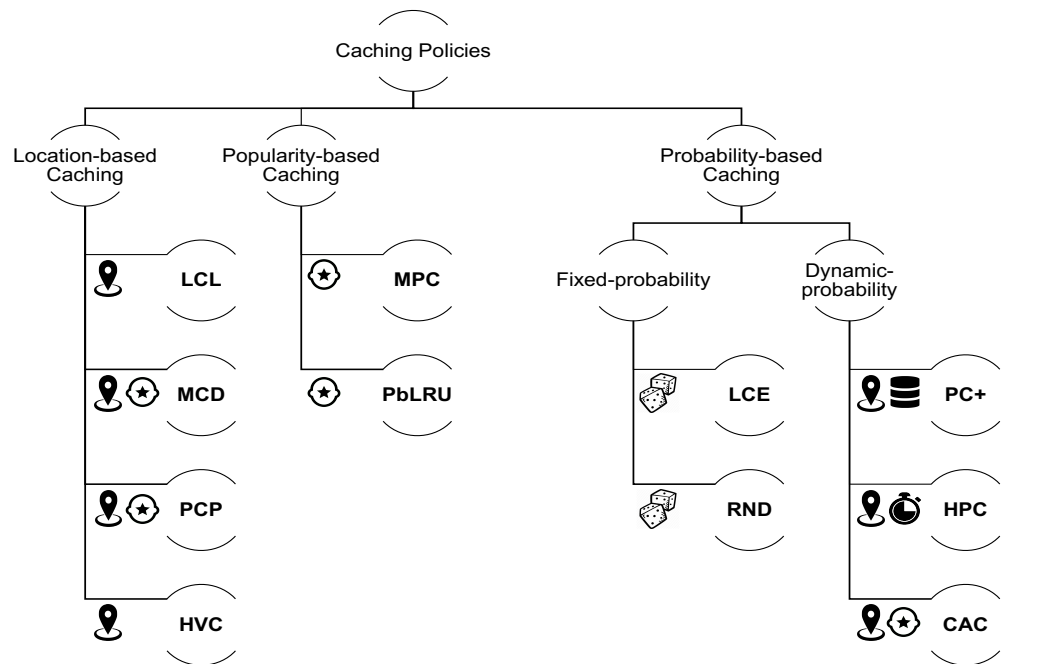 Caching Policies
Location-based
Caching
Popularity-based
Caching
Probability-based
Caching
LCL
MCD
PCP
HVC
MPC
PbLRU
Fixed-probability
LCE
RND
Dynamic-
probability
PC+
HPC
CAC